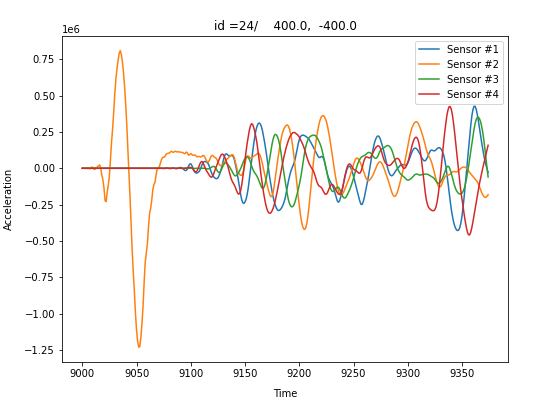 id =24/    400.0,  -400.0
1e6
Sensor #1
Sensor #2
Sensor #3
Sensor #4
0.75
0.50
0.25
0.00
−0.25
−0.50
−0.75
−1.00
−1.25
Acceleration
9000 9050 9100 9150 9200 9250 9300 9350
Time